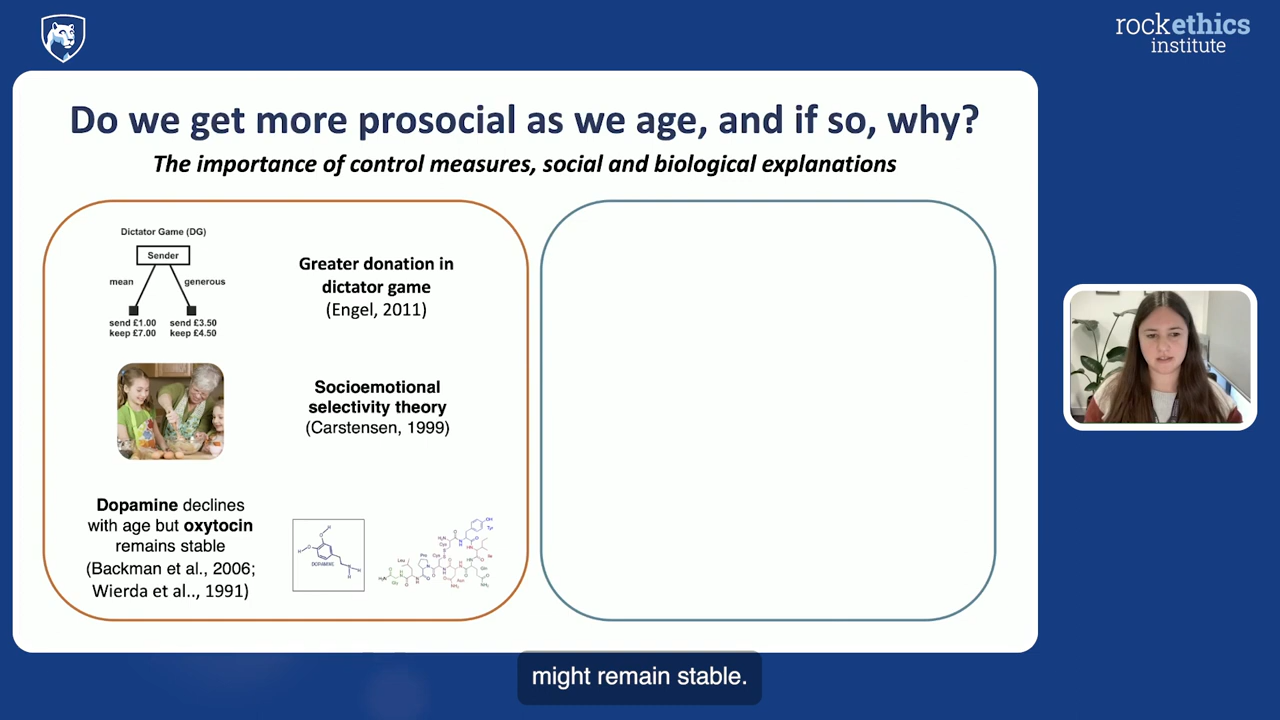 rockethics
institute
Do we get more prosocial as we age, and if so, why?
The importance of control measures, social and biological explanations
Dictator Game (DG)
Sender
mean
generous
send £1.00
keep £7.00
send £3.50
keep £4.50
Greater donation in
dictator game
(Engel, 2011)
Socioemotional
selectivity theory
(Carstensen, 1999)
Dopamine declines
with age but oxytocin
remains stable
(Backman et al., 2006;
Wierda et al.., 1991)
DOPAMINE
might remain stable.